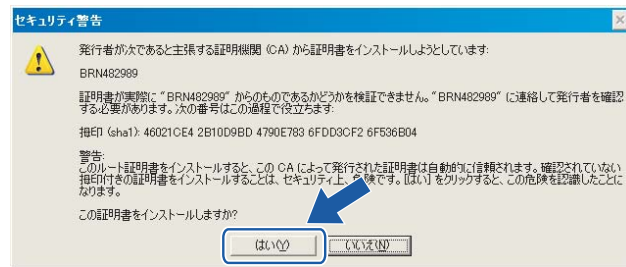 セキュリティ警告
発行者が次であると主張する証明機関 (CA) から証明書をインストールしようとしています:
BRN482989
証明書が実際に "BRN482989" からのものであるかどうかを検証できません。"BRN482989" に連絡して発行者を確認
する必要があります。次の番号はこの過程で役立ちます:
拇印 (sha1): 46021CE4 2B10D9BD 4790E783 6FDD3CF2 6F536B04
警告:
このルート証明書をインストールすると、この CA によって発行された証明書は自動的に信頼されます。確認されていない
拇印付きの証明書をインストールすることは、セキュリティ上、危険です。[はい] をクリックすると、この危険を認識したことに
なります。
この証明書をインストールしますか?
はい(Y)
いいえ(N)